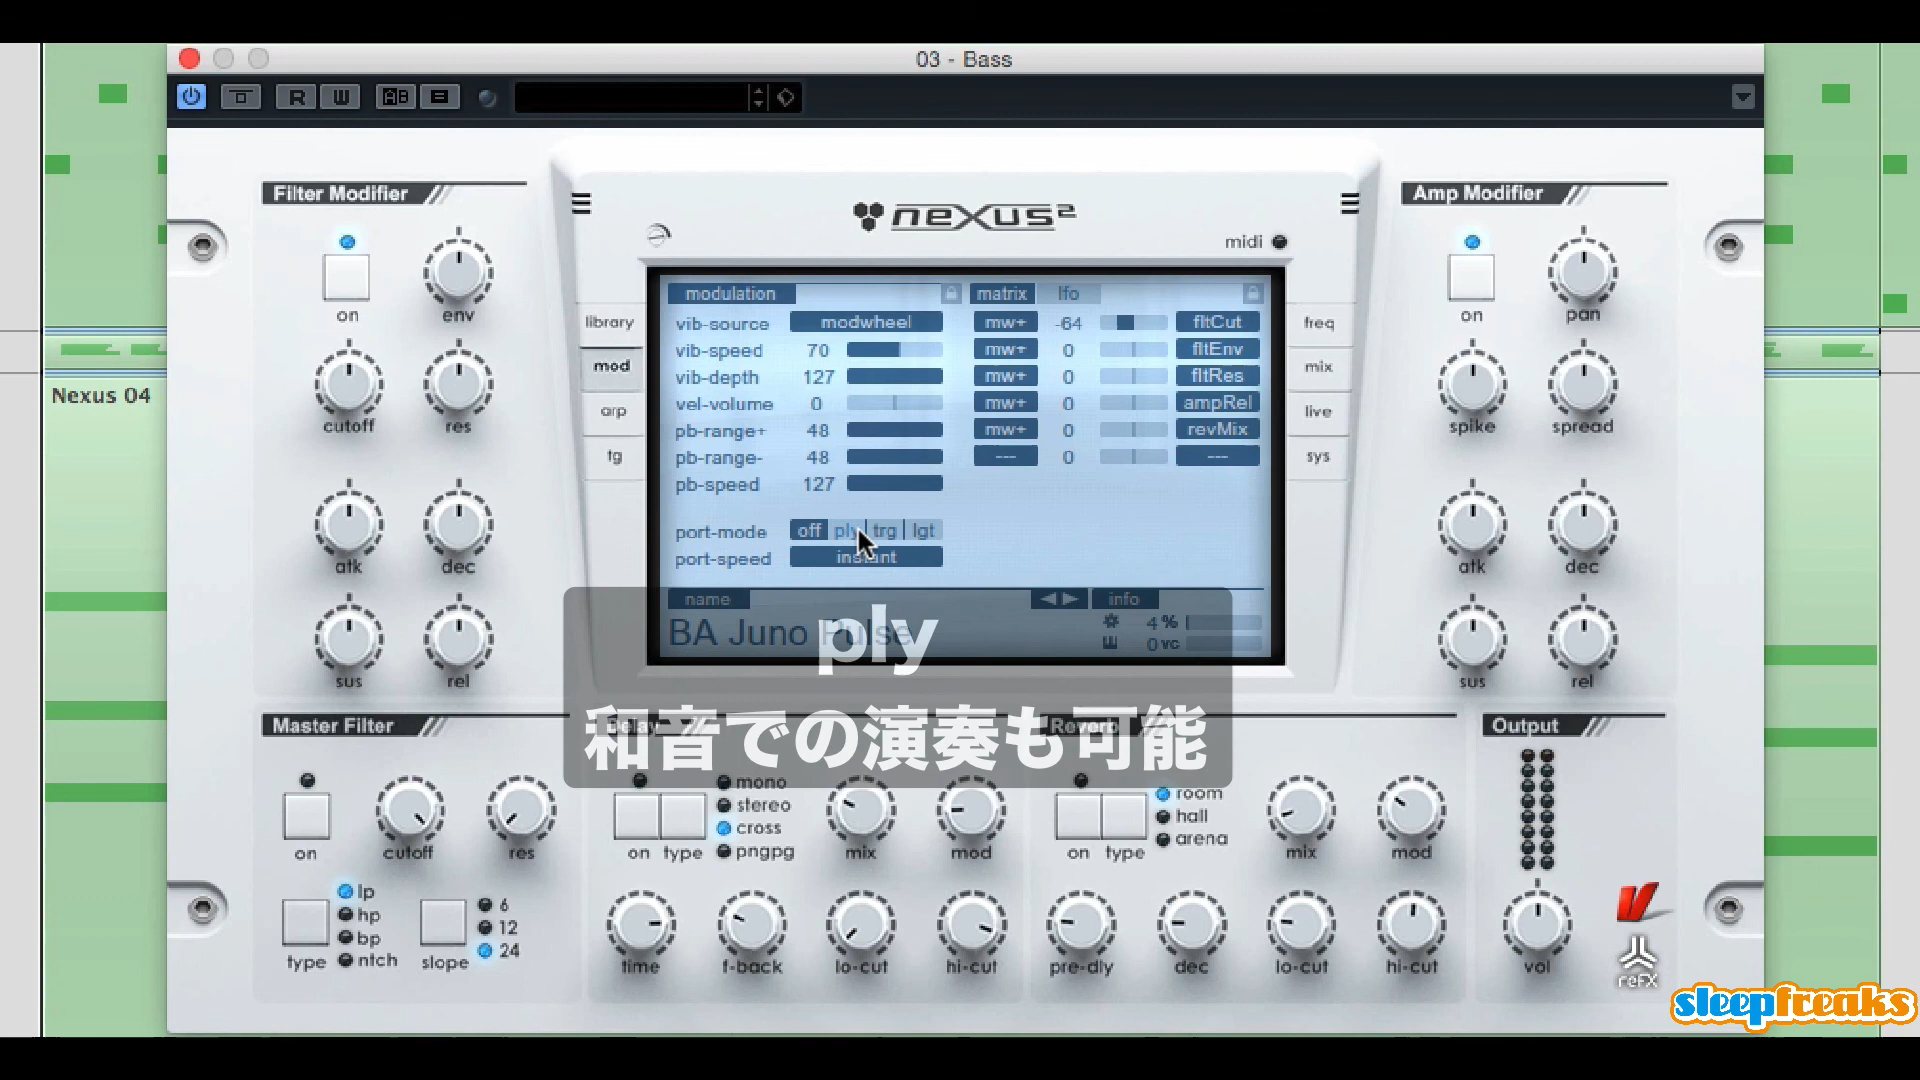 03 - Bass
R W AB
Nexus 04
Filter Modifier
on
env
cutoff
res
atk
dec
sus
rel
nexus²
midi
library
mod
arp
tg
freq
mix
live
sys
modulation
matrix lfo
vib-source modwheel mw+ -64 fltCut
vib-speed 70 mw+ 0 fltEnv
vib-depth 127 mw+ 0 fltRes
vel-volume 0 mw+ 0 ampRel
pb-range+ 48 mw+ 0 revMix
pb-range- 48 --- 0 ---
pb-speed 127
port-mode off ply trg lgt
port-speed instant
name info
BA Juno Pulse
4 %
0 vc
ply
和音での演奏も可能
Amp Modifier
on
pan
spike
spread
atk
dec
sus
rel
Master Filter
on
cutoff
res
type
lp
hp
bp
ntch
slope
6
12
24
Delay
on type
mono
stereo
cross
pngpg
mix
mod
time
f-back
lo-cut
hi-cut
Reverb
on type
room
hall
arena
mix
mod
pre-dly
dec
lo-cut
hi-cut
Output
vol
reFX
sleepfreaks